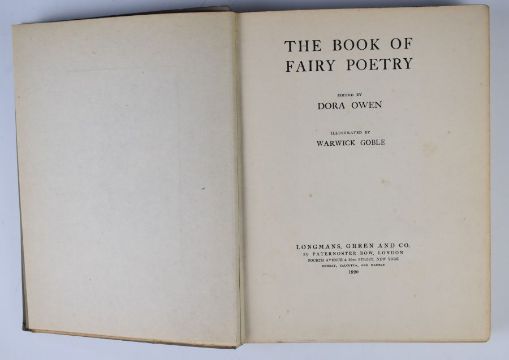 THE BOOK OF
FAIRY POETRY
EDITED BY
DORA OWEN
ILLUSTRATED BY
WARWICK GOBLE
LONGMANS, GREEN AND CO.
39 PATERNOSTER ROW, LONDON
FOURTH AVENUE & 30TH STREET, NEW YORK
BOMBAY, CALCUTTA, AND MADRAS
1920